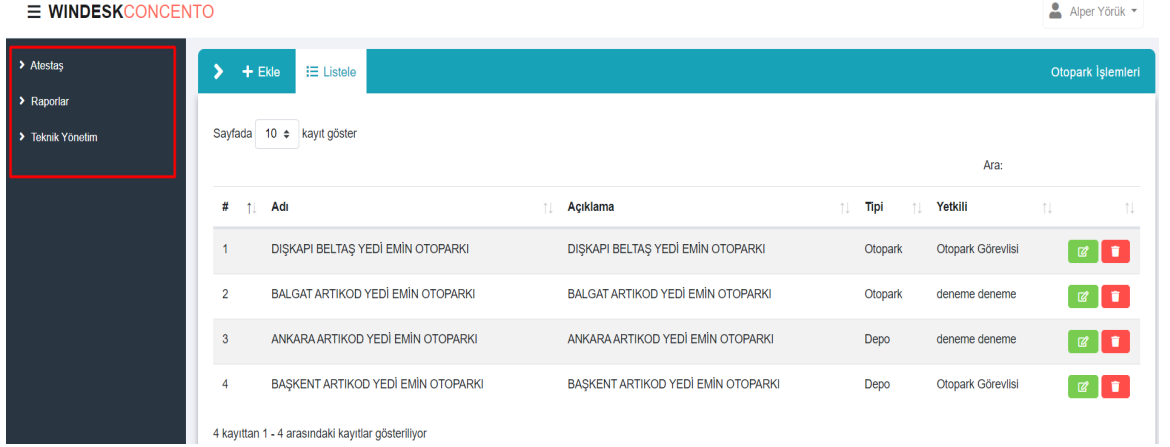 WINDESKCONCENTO
Alper Yörük
Atestaş
Raporlar
Teknik Yönetim
Ekle Listele Otopark İşlemleri
Sayfada 10 kayıt göster
Ara:
# Adı Açıklama Tipi Yetkili
1 DIŞKAPI BELTAŞ YEDİ EMİN OTOPARKI DIŞKAPI BELTAŞ YEDİ EMİN OTOPARKI Otopark Otopark Görevlisi
2 BALGAT ARTIKOD YEDİ EMİN OTOPARKI BALGAT ARTIKOD YEDİ EMİN OTOPARKI Otopark deneme deneme
3 ANKARA ARTIKOD YEDİ EMİN OTOPARKI ANKARA ARTIKOD YEDİ EMİN OTOPARKI Depo deneme deneme
4 BAŞKENT ARTIKOD YEDİ EMİN OTOPARKI BAŞKENT ARTIKOD YEDİ EMİN OTOPARKI Depo Otopark Görevlisi
4 kayıttan 1 - 4 arasındaki kayıtlar gösteriliyor